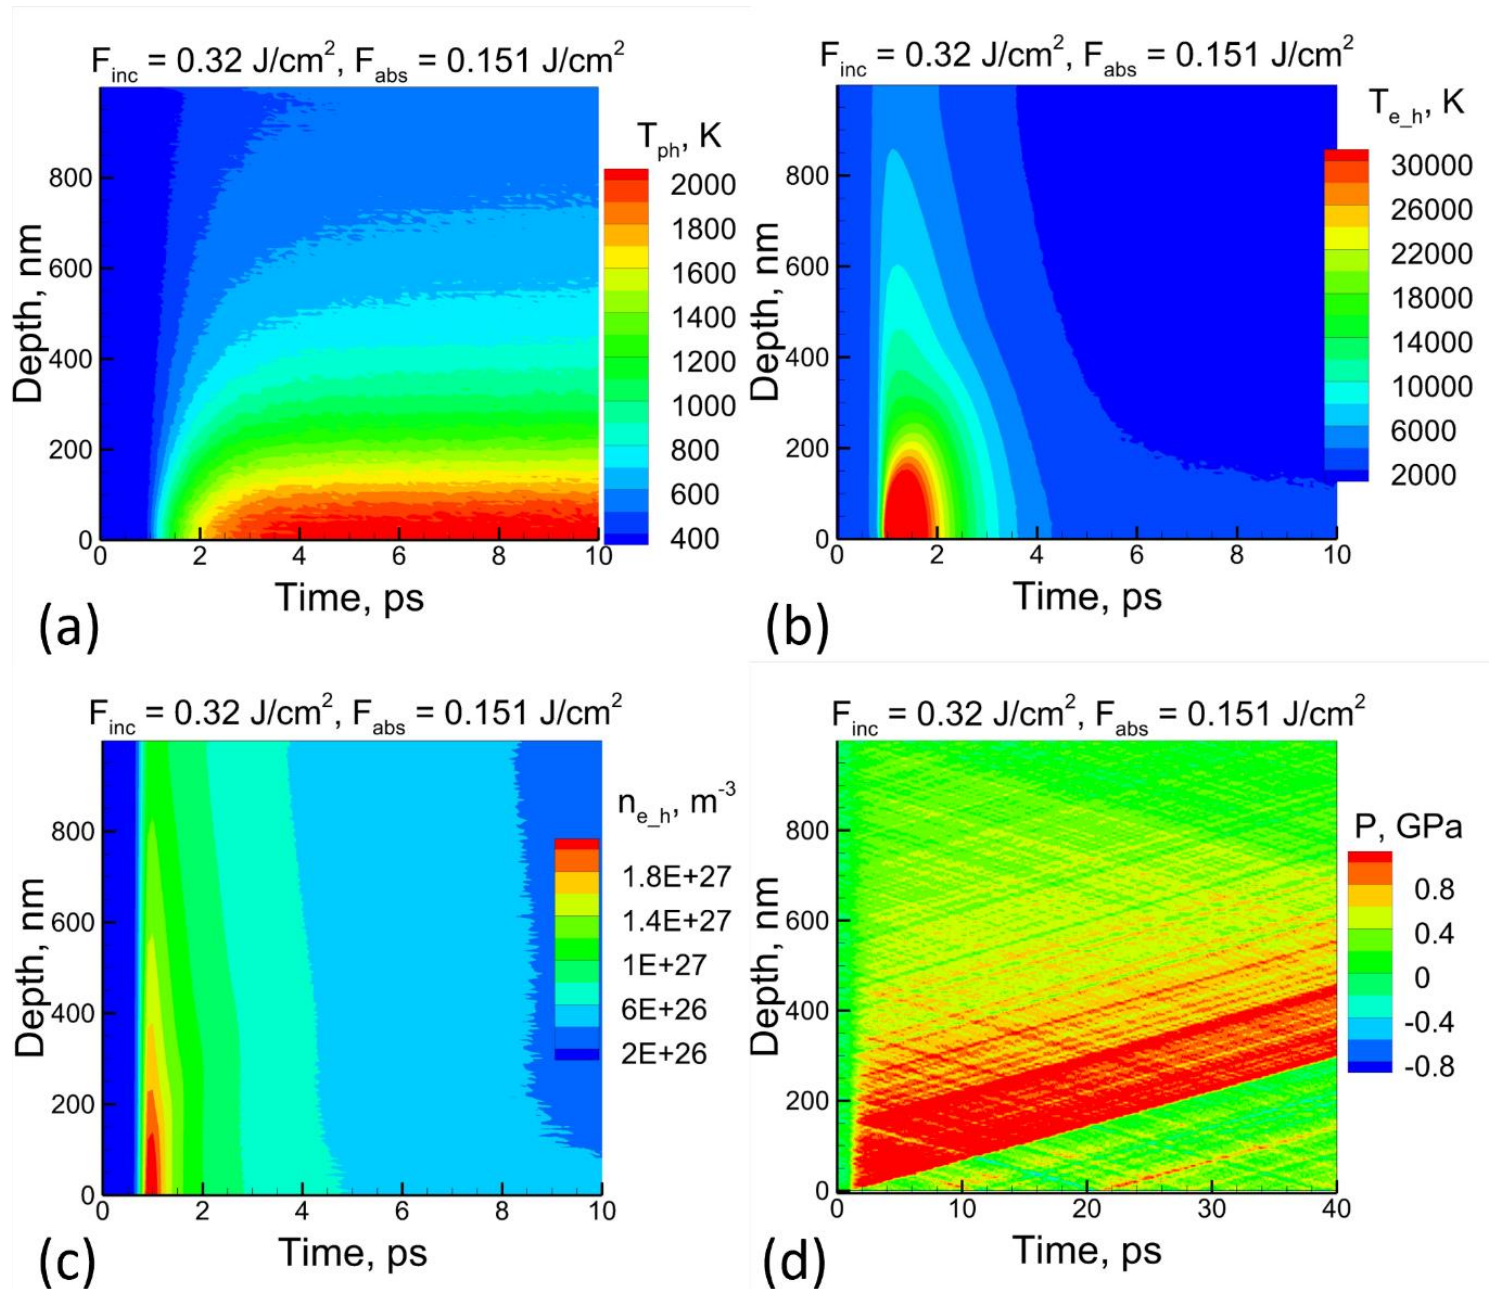 F_inc = 0.32 J/cm², F_abs = 0.151 J/cm²
T_ph, K
2000
1800
1600
1400
1200
1000
800
600
400
Depth, nm
800
600
400
200
0
0 2 4 6 8 10
Time, ps
(a)
F_inc = 0.32 J/cm², F_abs = 0.151 J/cm²
T_e_h, K
30000
26000
22000
18000
14000
10000
6000
2000
Depth, nm
800
600
400
200
0
0 2 4 6 8 10
Time, ps
(b)
F_inc = 0.32 J/cm², F_abs = 0.151 J/cm²
n_e_h, m⁻³
1.8E+27
1.4E+27
1E+27
6E+26
2E+26
Depth, nm
800
600
400
200
0
0 2 4 6 8 10
Time, ps
(c)
F_inc = 0.32 J/cm², F_abs = 0.151 J/cm²
P, GPa
0.8
0.4
0
-0.4
-0.8
Depth, nm
800
600
400
200
0
0 10 20 30 40
Time, ps
(d)